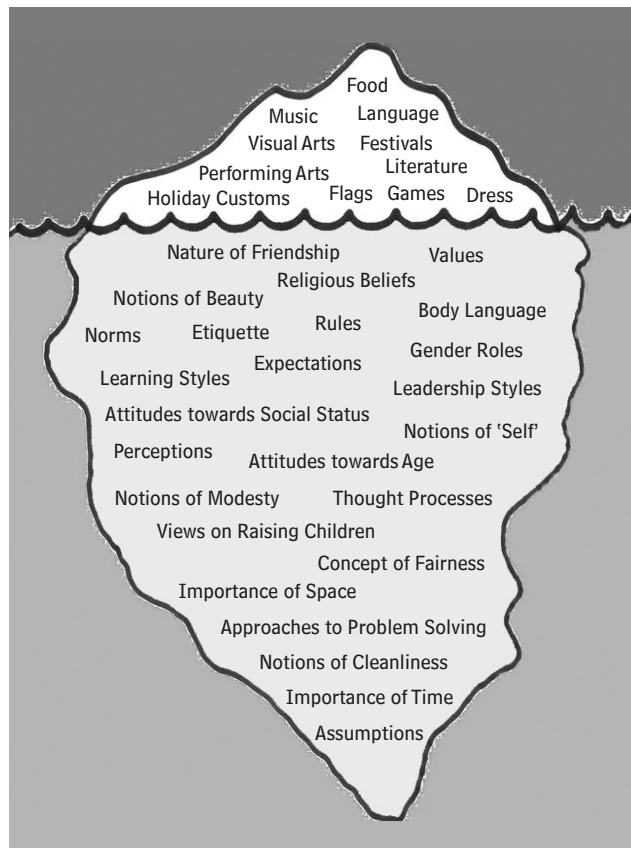 Food
Music Language
Visual Arts Festivals
Performing Arts Literature
Holiday Customs Flags Games Dress
Nature of Friendship Values
Religious Beliefs
Notions of Beauty Body Language
Norms Etiquette Rules
Expectations Gender Roles
Learning Styles Leadership Styles
Attitudes towards Social Status
Notions of ‘Self’
Perceptions Attitudes towards Age
Notions of Modesty Thought Processes
Views on Raising Children
Concept of Fairness
Importance of Space
Approaches to Problem Solving
Notions of Cleanliness
Importance of Time
Assumptions